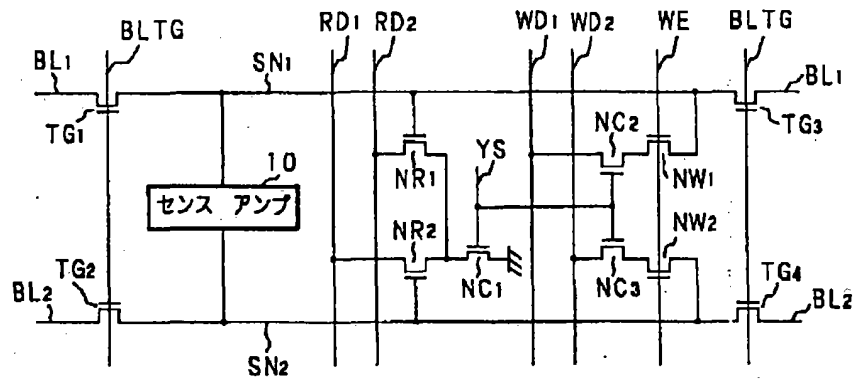 BLTG RD1 RD2 WD1 WD2 WE BLTG
BL1 SN1 BL1
TG1 NC2 TG3
YS
10 NR1 NW1
センス アンプ
NR2 NW2
TG2 TG4
NC1 NC3
BL2 BL2
SN2